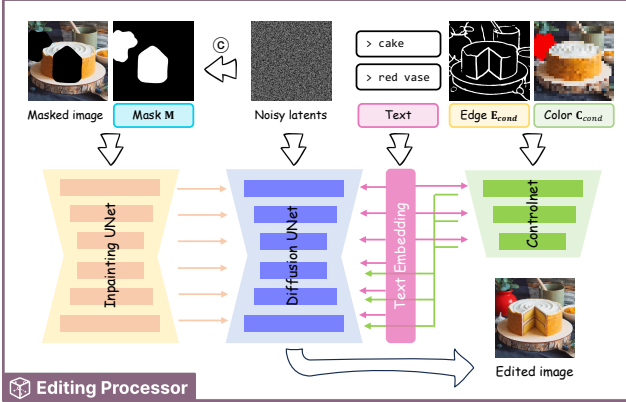 ©
> cake
> red vase
Masked image
Mask M
Noisy latents
Text
Edge E_cond
Color C_cond
Inpainting UNet
Diffusion UNet
Text Embedding
Controlnet
Edited image
Editing Processor